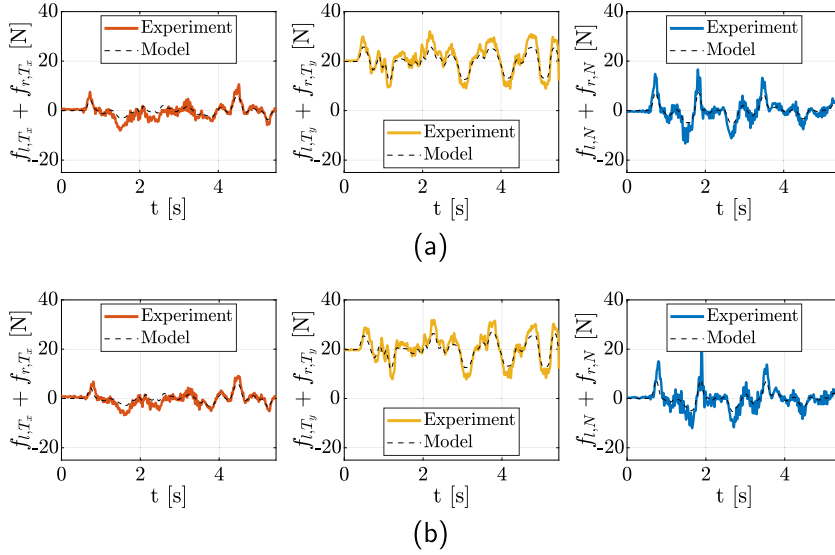 f_{l,T_x} + f_{r,T_x} [N]
40
20
0
-20
Experiment
Model
0
2
4
t [s]
f_{l,T_y} + f_{r,T_y} [N]
40
20
0
-20
Experiment
Model
0
2
4
t [s]
f_{l,N} + f_{r,N} [N]
40
20
0
-20
Experiment
Model
0
2
4
t [s]
(a)
f_{l,T_x} + f_{r,T_x} [N]
40
20
0
-20
Experiment
Model
0
2
4
t [s]
f_{l,T_y} + f_{r,T_y} [N]
40
20
0
-20
Experiment
Model
0
2
4
t [s]
f_{l,N} + f_{r,N} [N]
40
20
0
-20
Experiment
Model
0
2
4
t [s]
(b)